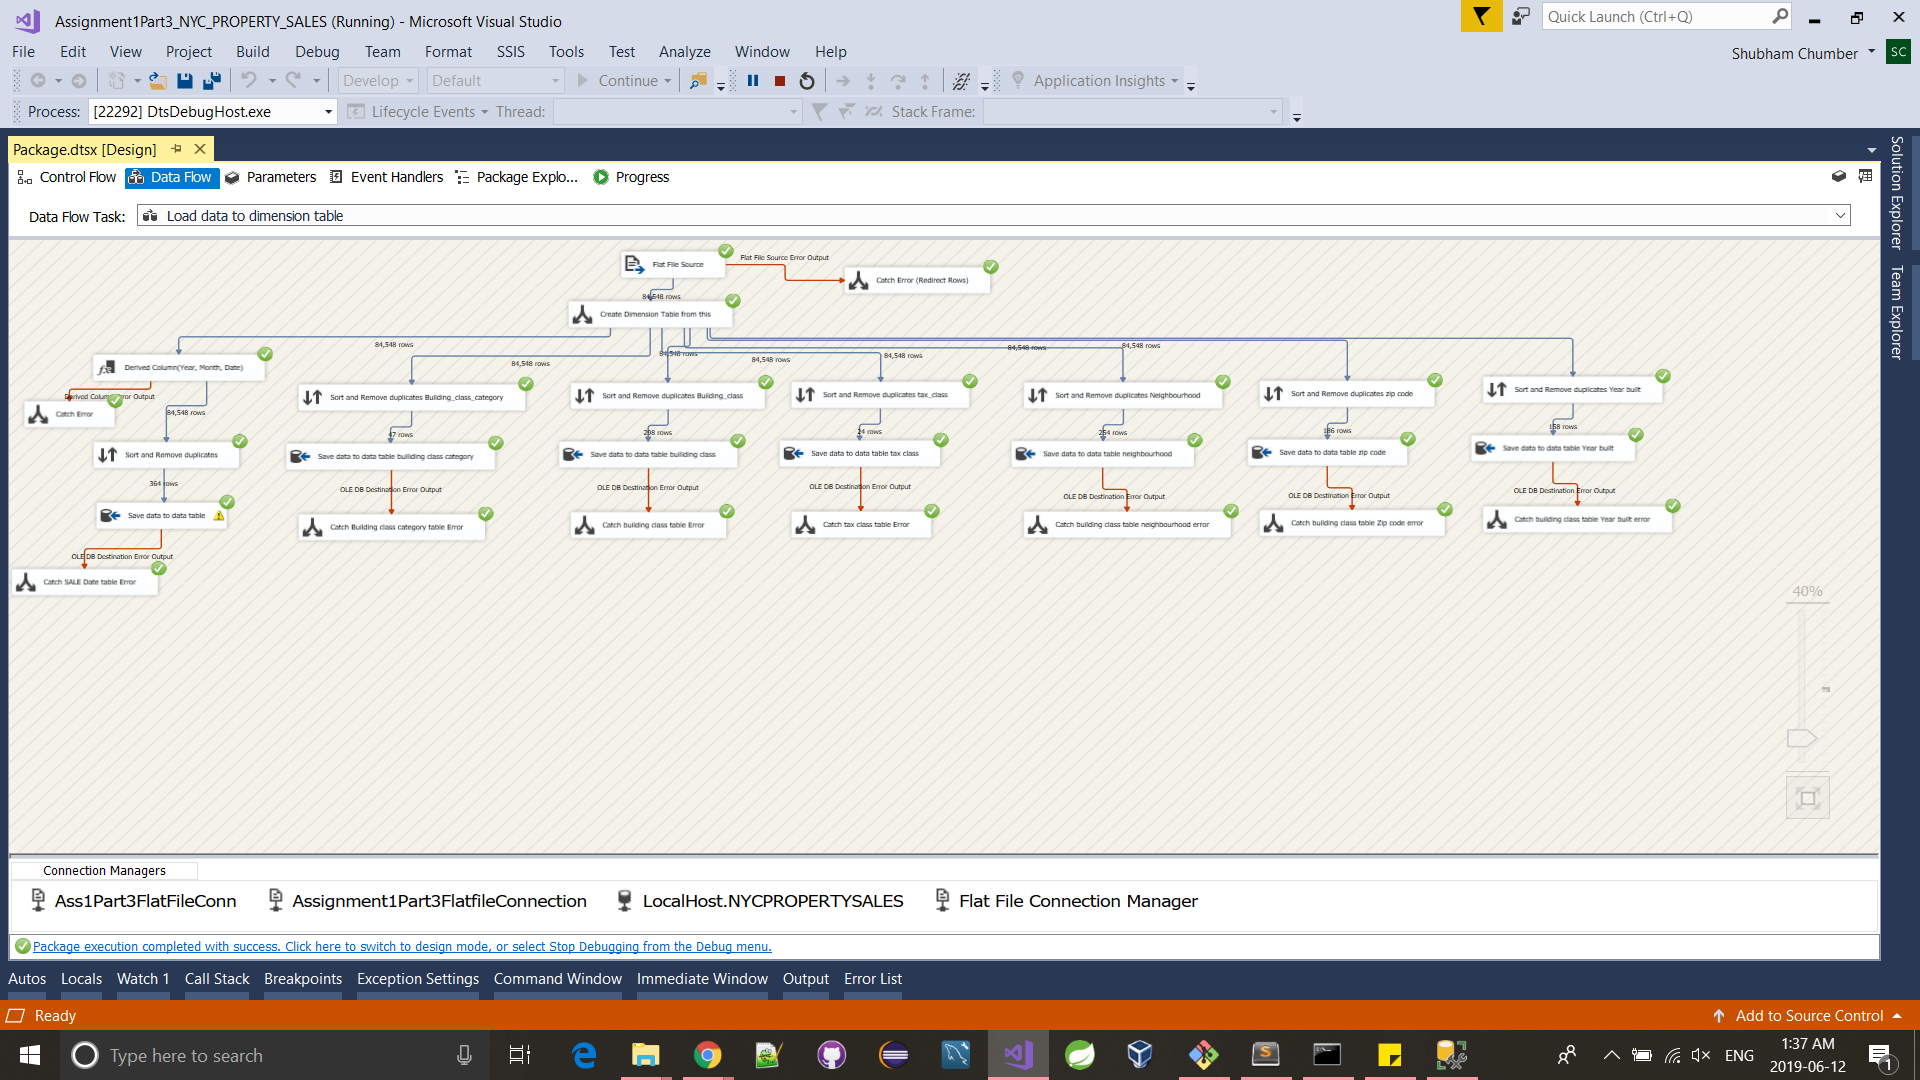 Assignment1Part3_NYC_PROPERTY_SALES (Running) - Microsoft Visual Studio
Quick Launch (Ctrl+Q)
File Edit View Project Build Debug Team Format SSIS Tools Test Analyze Window Help
Shubham Chumber SC
Develop Default Continue Application Insights
Process: [22292] DtsDebugHost.exe Lifecycle Events Thread: Stack Frame:
Package.dtsx [Design]
Control Flow Data Flow Parameters Event Handlers Package Explo... Progress
Data Flow Task: Load data to dimension table
Solution Explorer
Team Explorer
Flat File Source
Flat File Source Error Output
Catch Error (Redirect Rows)
84,548 rows
Create Dimension Table from this
84,548 rows
84,548 rows
84,548 rows
84,548 rows
84,548 rows
84,548 rows
84,548 rows
Derived Column(Year, Month, Date)
Derived Column Error Output
Catch Error
84,548 rows
Sort and Remove duplicates
364 rows
Save data to data table
OLE DB Destination Error Output
Catch SALE Date table Error
Sort and Remove duplicates Building_class_category
47 rows
Save data to data table builiding class category
OLE DB Destination Error Output
Catch Building class category table Error
Sort and Remove duplicates Building_class
Save data to data table builiding class
OLE DB Destination Error Output
Catch building class table Error
Sort and Remove duplicates tax_class
24 rows
Save data to data table tax class
OLE DB Destination Error Output
Catch tax class table Error
Sort and Remove duplicates Neighbourhood
254 rows
Save data to data table neighbourhood
OLE DB Destination Error Output
Catch building class table neighbourhood error
Sort and Remove duplicates zip code
186 rows
Save data to data table zip code
OLE DB Destination Error Output
Catch building class table Zip code error
Sort and Remove duplicates Year built
158 rows
Save data to data table Year built
OLE DB Destination Error Output
Catch building class table Year built error
40%
Connection Managers
Ass1Part3FlatFileConn Assignment1Part3FlatfileConnection LocalHost.NYCPROPERTYSALES Flat File Connection Manager
Package execution completed with success. Click here to switch to design mode, or select Stop Debugging from the Debug menu.
Autos Locals Watch 1 Call Stack Breakpoints Exception Settings Command Window Immediate Window Output Error List
Ready Add to Source Control
Type here to search
ENG
1:37 AM
2019-06-12
1